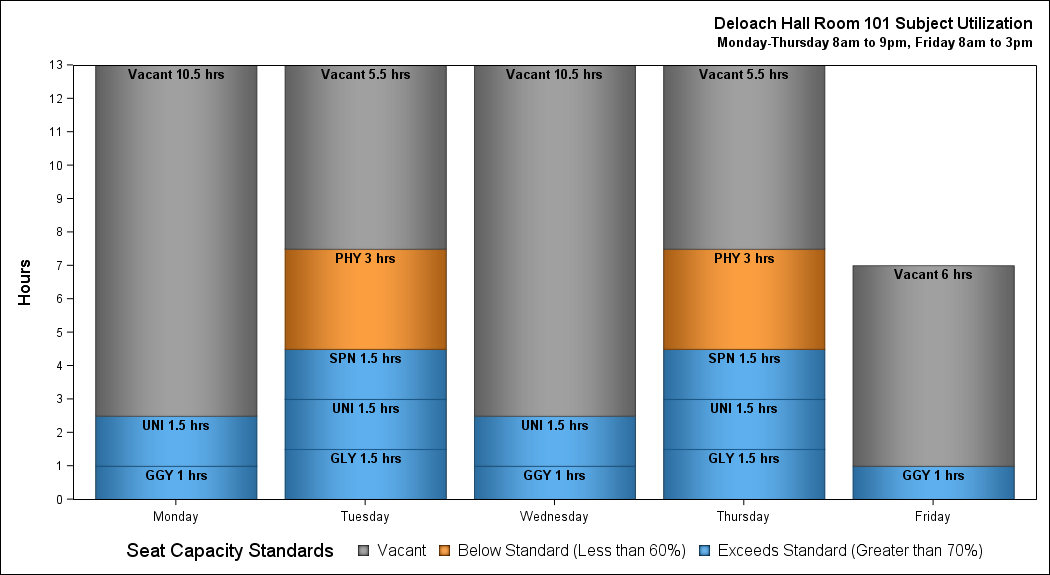 Deloach Hall Room 101 Subject Utilization
Monday-Thursday 8am to 9pm, Friday 8am to 3pm
Hours
13
12
11
10
9
8
7
6
5
4
3
2
1
0
Vacant 10.5 hrs
UNI 1.5 hrs
GGY 1 hrs
Vacant 5.5 hrs
PHY 3 hrs
SPN 1.5 hrs
UNI 1.5 hrs
GLY 1.5 hrs
Vacant 10.5 hrs
UNI 1.5 hrs
GGY 1 hrs
Vacant 5.5 hrs
PHY 3 hrs
SPN 1.5 hrs
UNI 1.5 hrs
GLY 1.5 hrs
Vacant 6 hrs
GGY 1 hrs
Monday Tuesday Wednesday Thursday Friday
Seat Capacity Standards Vacant Below Standard (Less than 60%) Exceeds Standard (Greater than 70%)